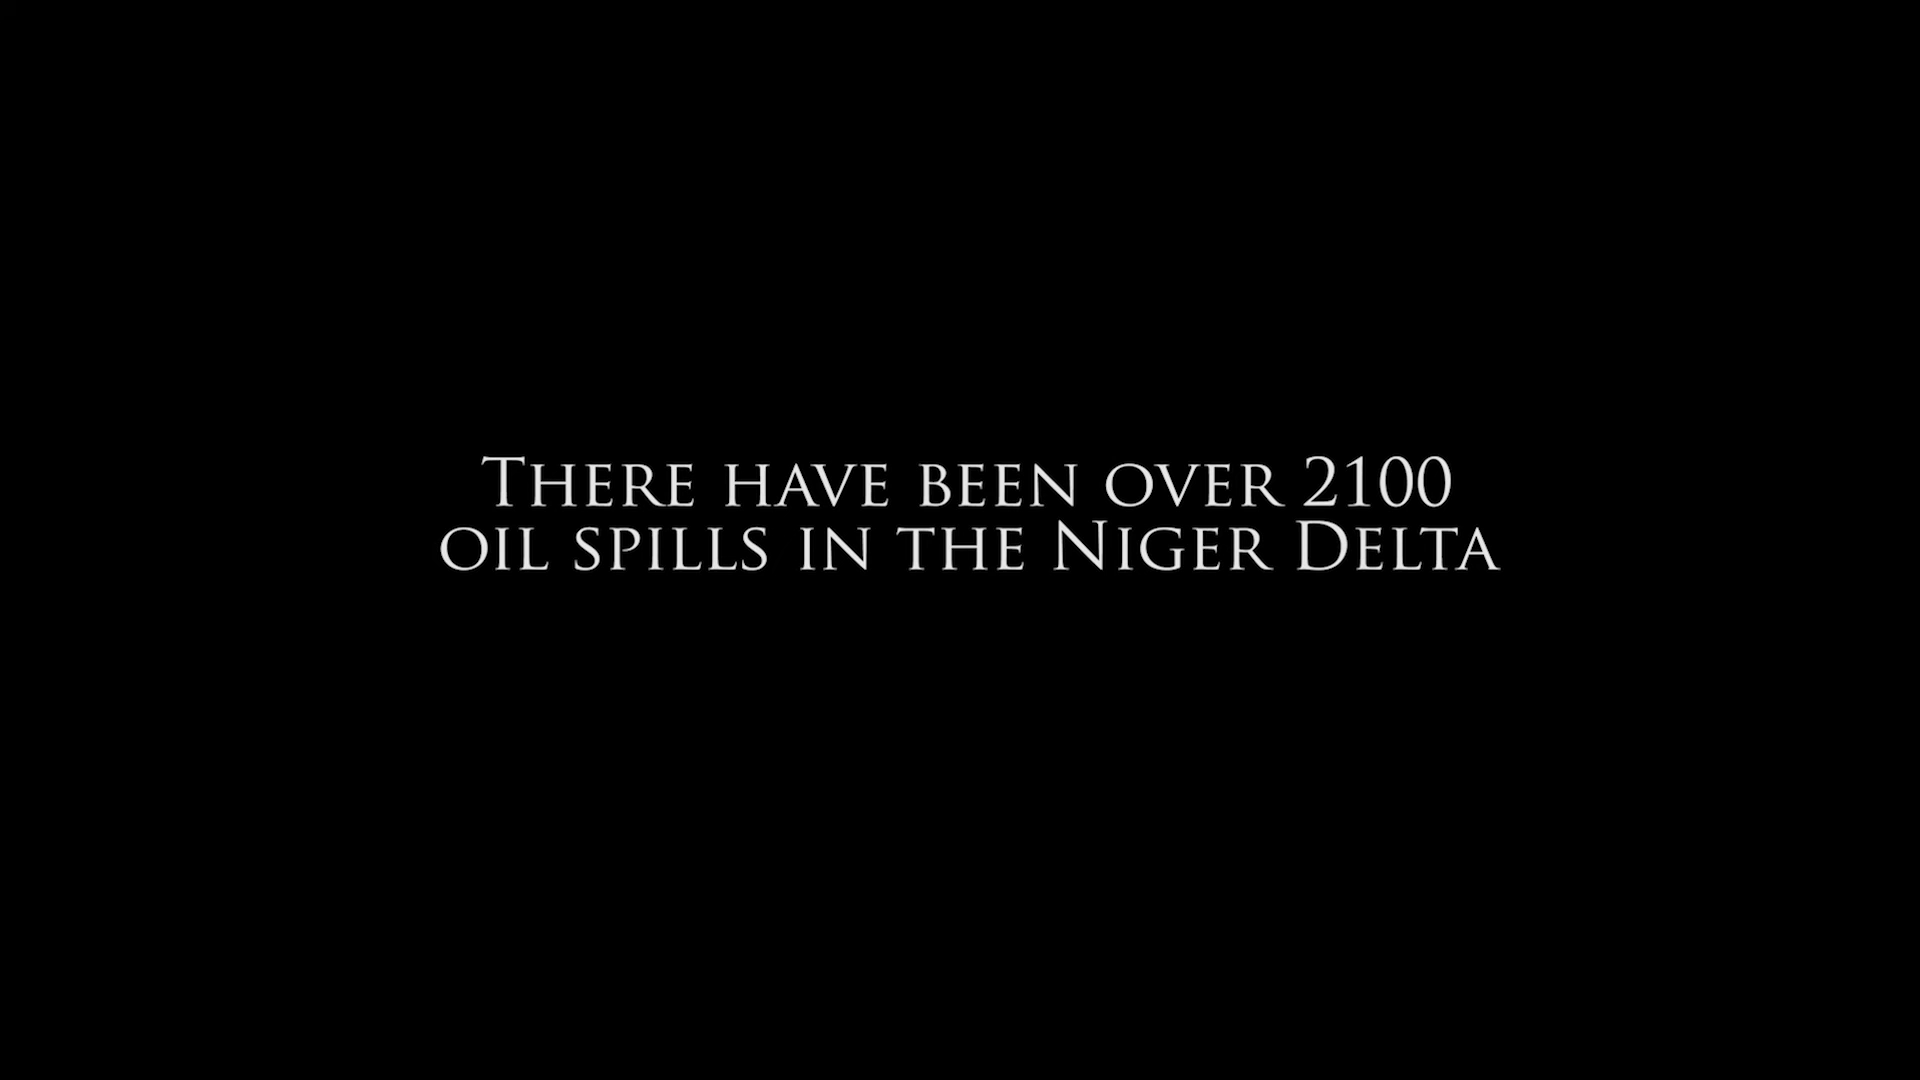 There have been over 2100
oil spills in the Niger Delta